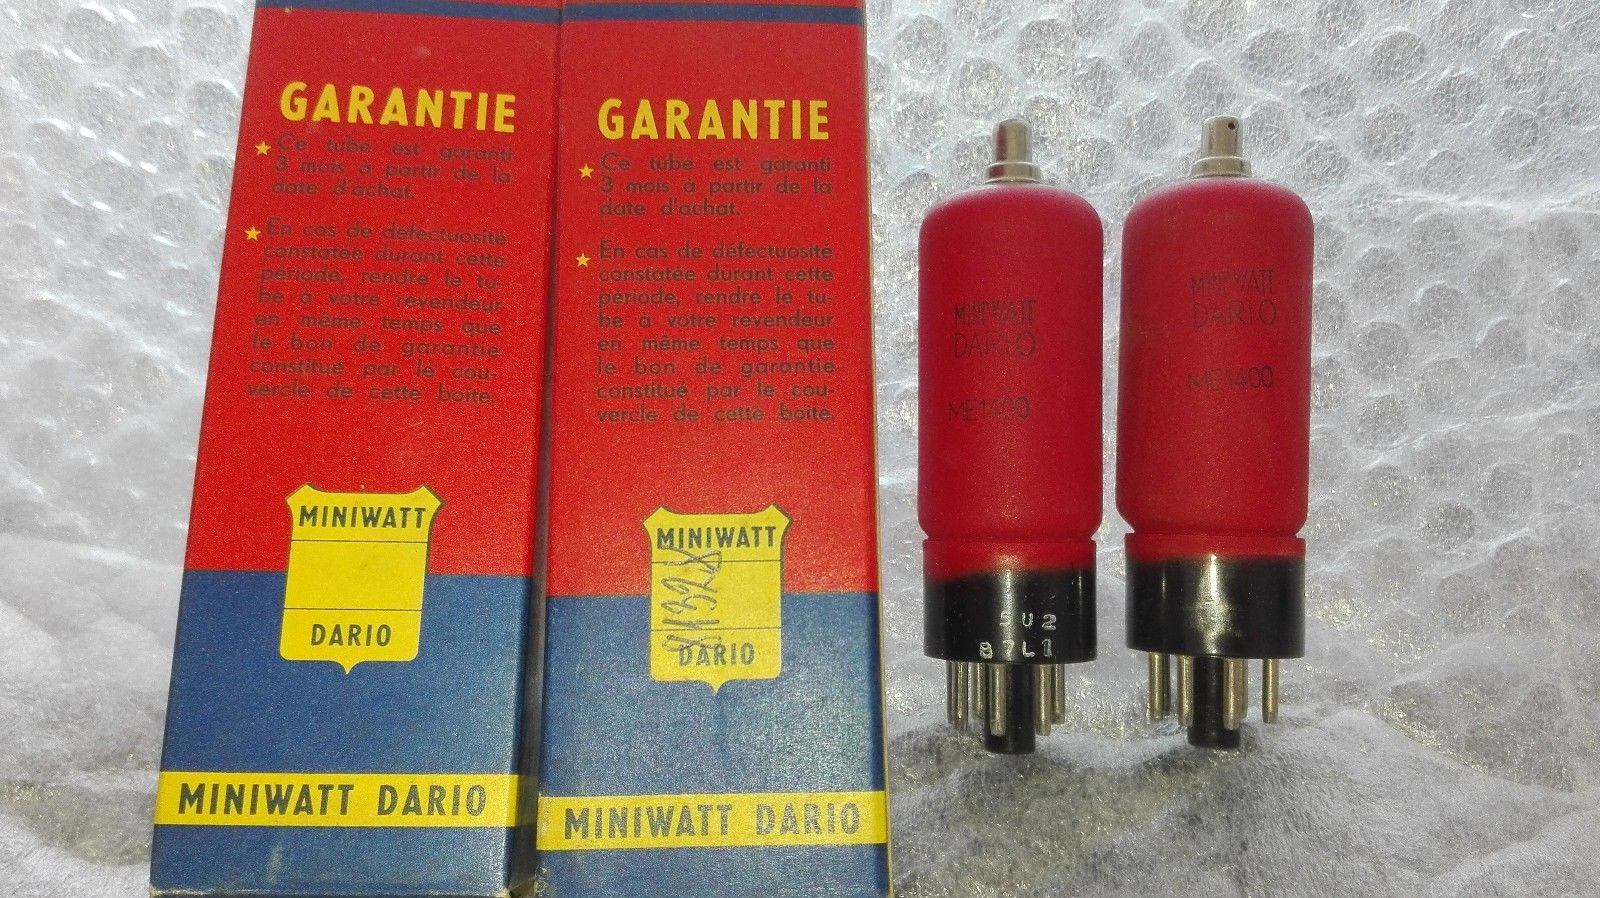 GARANTIE
Ce tube est garanti
3 mois à partir de la
date d'achat.
En cas de défectuosité
constatée durant cette
période, rendre le tu-
be à votre revendeur
en même temps que
le bon de garantie
constitué par le cou-
vercle de cette boite.
MINIWATT
DARIO
MINIWATT DARIO
GARANTIE
Ce tube est garanti
3 mois à partir de la
date d'achat.
En cas de défectuosité
constatée durant cette
période, rendre le tu-
be à votre revendeur
en même temps que
le bon de garantie
constitué par le cou-
vercle de cette boite.
MINIWATT
DARIO
MINIWATT DARIO
MINIWATT
DARIO
ME1400
5U2
B7L1
MINIWATT
DARIO
ME1400